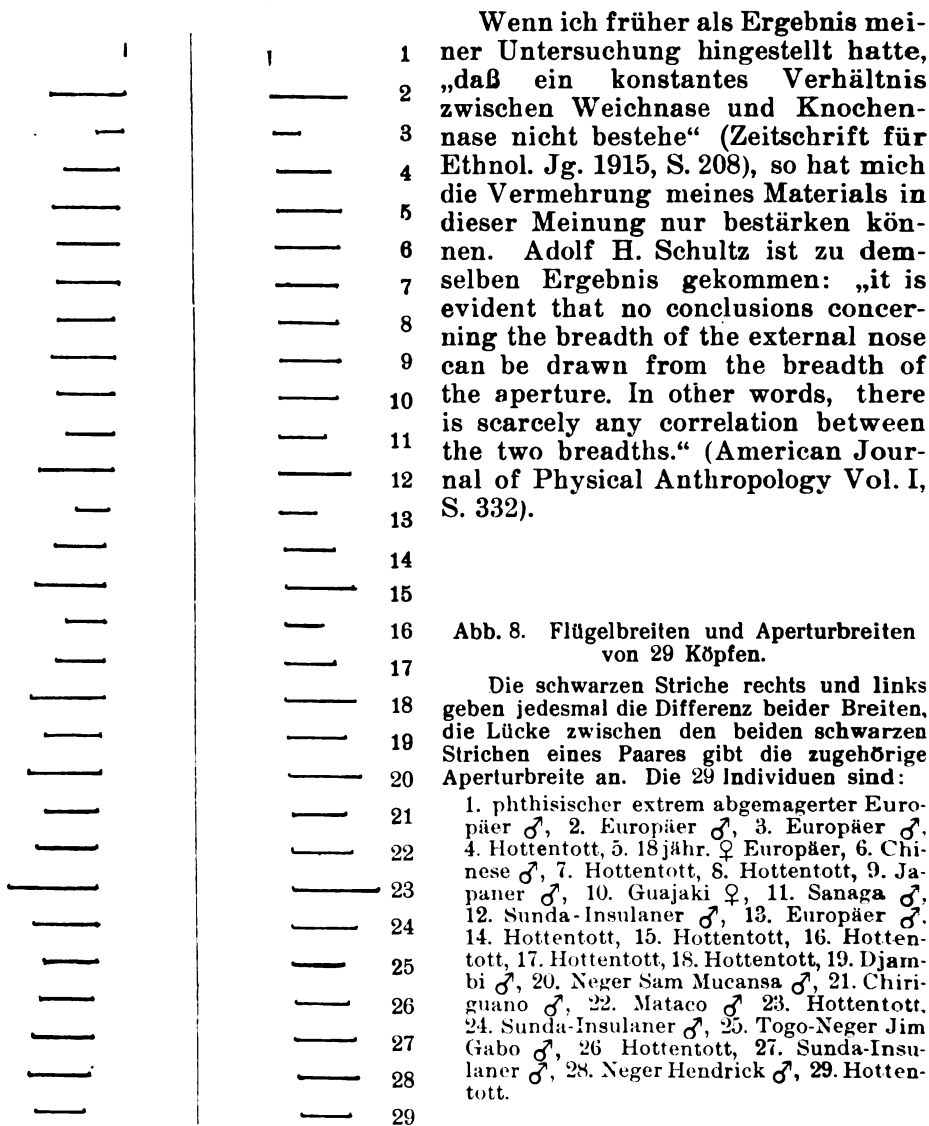 1
2
3
4
5
6
7
8
9
10
11
12
13
14
15
16
17
18
19
20
21
22
23
24
25
26
27
28
29
Wenn ich früher als Ergebnis mei-
ner Untersuchung hingestellt hatte,
„daß ein konstantes Verhältnis
zwischen Weichnase und Knochen-
nase nicht bestehe“ (Zeitschrift für
Ethnol. Jg. 1915, S. 208), so hat mich
die Vermehrung meines Materials in
dieser Meinung nur bestärken kön-
nen. Adolf H. Schultz ist zu dem-
selben Ergebnis gekommen: „it is
evident that no conclusions concer-
ning the breadth of the external nose
can be drawn from the breadth of
the aperture. In other words, there
is scarcely any correlation between
the two breadths.“ (American Jour-
nal of Physical Anthropology Vol. I,
S. 332).
Abb. 8. Flügelbreiten und Aperturbreiten
von 29 Köpfen.
Die schwarzen Striche rechts und links
geben jedesmal die Differenz beider Breiten,
die Lücke zwischen den beiden schwarzen
Strichen eines Paares gibt die zugehörige
Aperturbreite an. Die 29 Individuen sind:
1. phthisischer extrem abgemagerter Euro-
päer ♂, 2. Europäer ♂, 3. Europäer ♂,
4. Hottentott, 5. 18jähr. ♀ Europäer, 6. Chi-
nese ♂, 7. Hottentott, 8. Hottentott, 9. Ja-
paner ♂, 10. Guajaki ♀, 11. Sanaga ♂,
12. Sunda-Insulaner ♂, 13. Europäer ♂.
14. Hottentott, 15. Hottentott, 16. Hotten-
tott, 17. Hottentott, 18. Hottentott, 19. Djam-
bi ♂, 20. Neger Sam Mucansa ♂, 21. Chiri-
guano ♂, 22. Mataco ♂ 23. Hottentott,
24. Sunda-Insulaner ♂, 25. Togo-Neger Jim
Gabo ♂, 26 Hottentott, 27. Sunda-Insu-
laner ♂, 28. Neger Hendrick ♂, 29. Hotten-
tott.